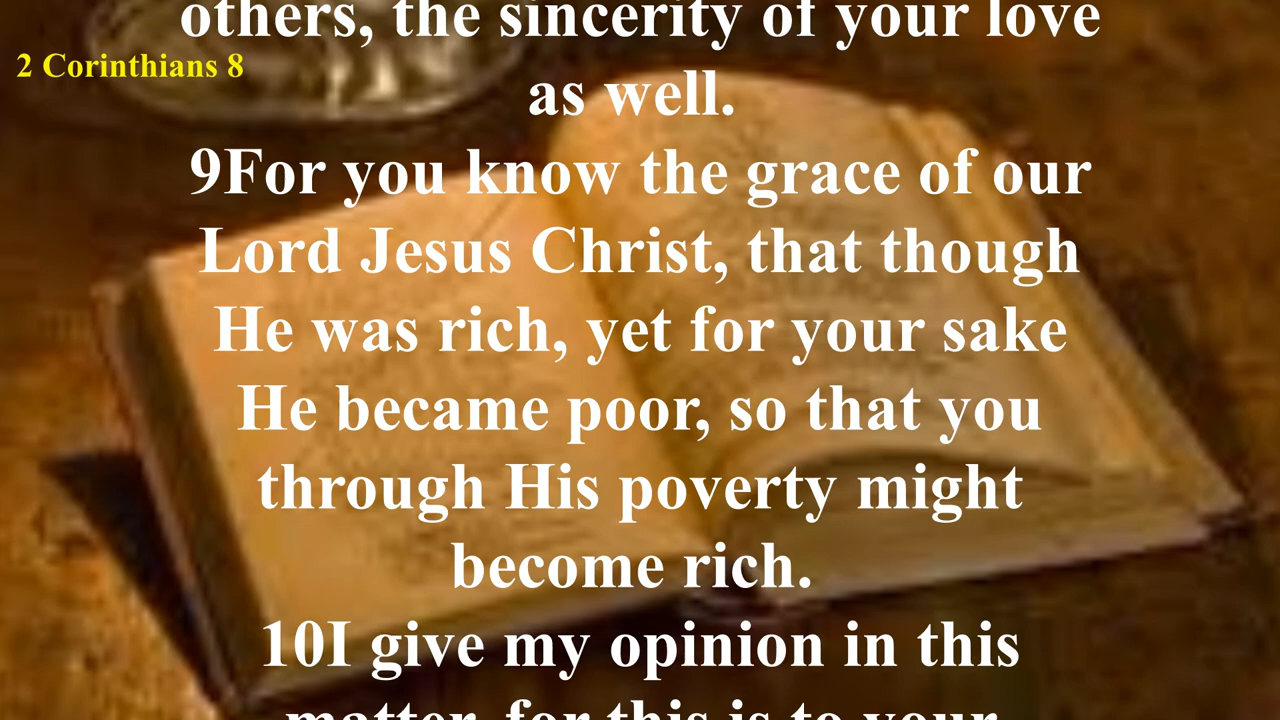 others, the sincerity of your love
2 Corinthians 8
as well.
9For you know the grace of our
Lord Jesus Christ, that though
He was rich, yet for your sake
He became poor, so that you
through His poverty might
become rich.
10I give my opinion in this
matter, for this is to your